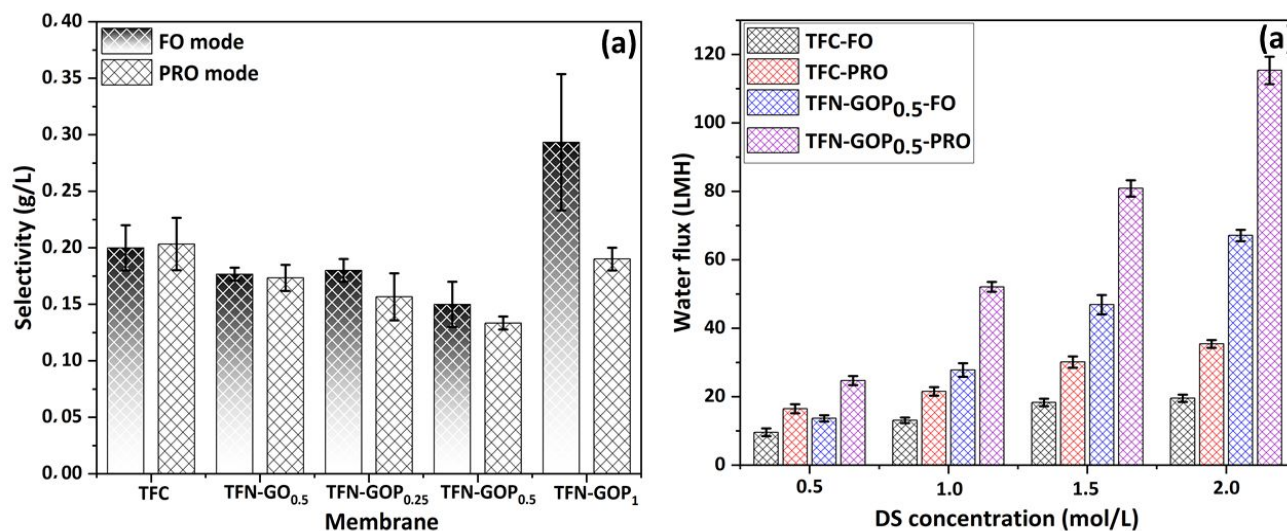 (a)
FO mode
PRO mode
Selectivity (g/L)
0.40
0.35
0.30
0.25
0.20
0.15
0.10
0.05
0.00
TFC
TFN-GO0.5
TFN-GOP0.25
TFN-GOP0.5
TFN-GOP1
Membrane
(a
TFC-FO
TFC-PRO
TFN-GOP0.5-FO
TFN-GOP0.5-PRO
Water flux (LMH)
120
100
80
60
40
20
0
0.5
1.0
1.5
2.0
DS concentration (mol/L)